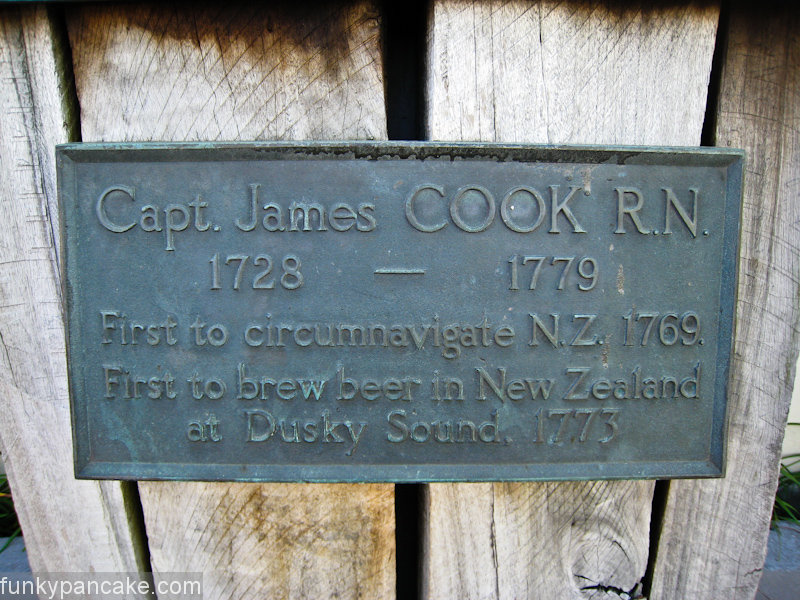 Capt. James COOK R.N.
1728 — 1779
First to circumnavigate N.Z. 1769.
First to brew beer in New Zealand
at Dusky Sound, 1773
funkypancake.com